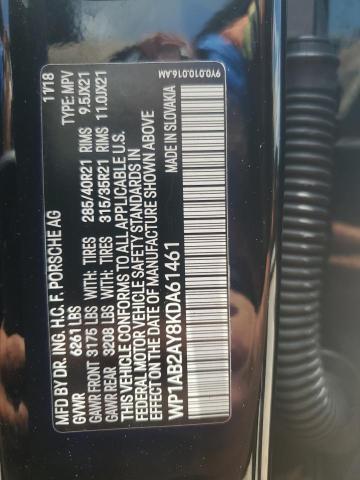 MFD BY DR. ING. H.C. F. PORSCHE AG 11/18
GVWR 6261 LBS TYPE: MPV
GAWR FRONT 3175 LBS WITH: TIRES 285/40R21 RIMS 9.5JX21
GAWR REAR 3208 LBS WITH: TIRES 315/35R21 RIMS 11.0JX21
THIS VEHICLE CONFORMS TO ALL APPLICABLE U.S.
FEDERAL MOTOR VEHICLE SAFETY STANDARDS
IN EFFECT ON THE DATE OF MANUFACTURE SHOWN ABOVE
WP1AB2AY8KDA61461 MADE IN SLOVAKIA
9Y0.010.016.AM